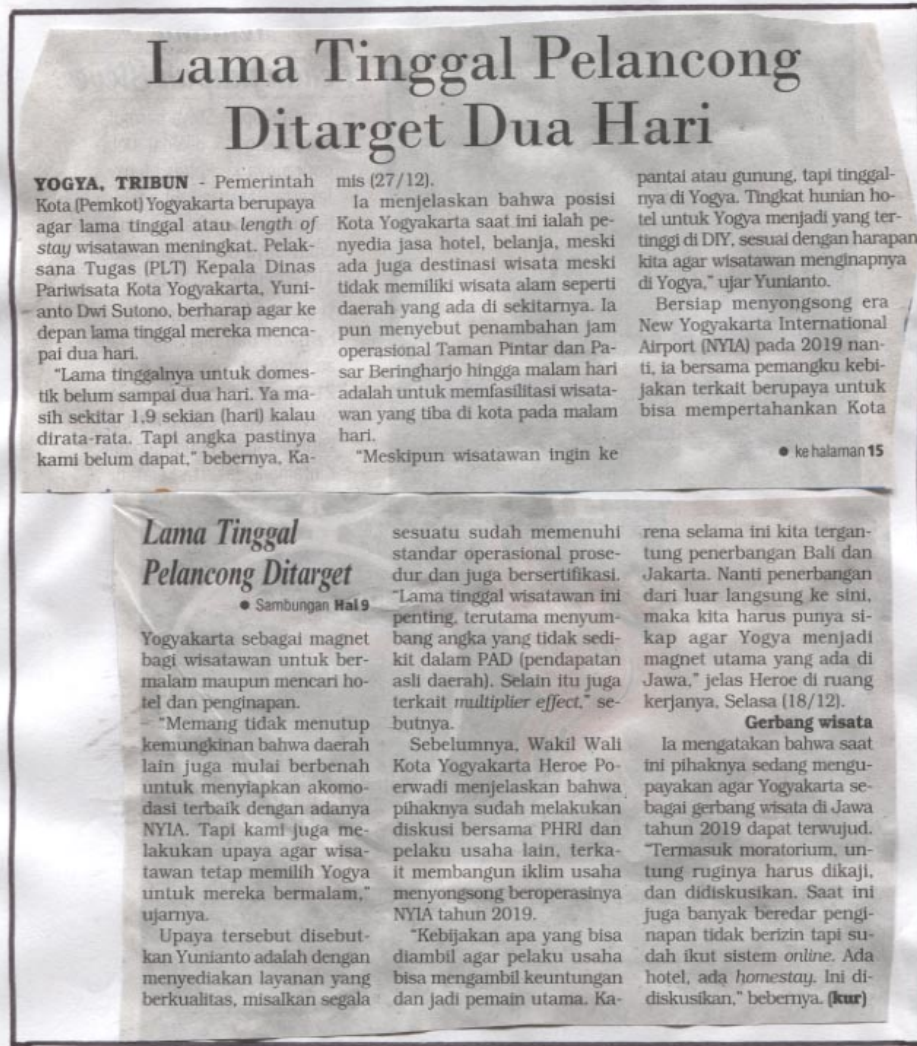 Lama Tinggal Pelancong
Ditarget Dua Hari
YOGYA, TRIBUN - Pemerintah
Kota (Pemkot) Yogyakarta berupaya
agar lama tinggal atau length of
stay wisatawan meningkat. Pelak-
sana Tugas (PLT) Kepala Dinas
Pariwisata Kota Yogyakarta, Yuni-
anto Dwi Sutono, berharap agar ke
depan lama tinggal mereka menca-
pai dua hari.
"Lama tinggalnya untuk domes-
tik belum sampai dua hari. Ya ma-
sih sekitar 1,9 sekian (hari) kalau
dirata-rata. Tapi angka pastinya
kami belum dapat," bebernya, Ka-
mis (27/12).
Ia menjelaskan bahwa posisi
Kota Yogyakarta saat ini ialah pe-
nyedia jasa hotel, belanja, meski
ada juga destinasi wisata meski
tidak memiliki wisata alam seperti
daerah yang ada di sekitarnya. Ia
pun menyebut penambahan jam
operasional Taman Pintar dan Pa-
sar Beringharjo hingga malam hari
adalah untuk memfasilitasi wisata-
wan yang tiba di kota pada malam
hari.
"Meskipun wisatawan ingin ke
pantai atau gunung, tapi tinggal-
nya di Yogya. Tingkat hunian ho-
tel untuk Yogya menjadi yang ter-
tinggi di DIY, sesuai dengan harapan
kita agar wisatawan menginapnya
di Yogya," ujar Yunianto.
Bersiap menyongsong era
New Yogyakarta International
Airport (NYIA) pada 2019 nan-
ti, ia bersama pemangku kebi-
jakan terkait berupaya untuk
bisa mempertahankan Kota
● ke halaman 15
Lama Tinggal
Pelancong Ditarget
● Sambungan Hal 9
Yogyakarta sebagai magnet
bagi wisatawan untuk ber-
malam maupun mencari ho-
tel dan penginapan.
"Memang tidak menutup
kemungkinan bahwa daerah
lain juga mulai berbenah
untuk menyiapkan akomo-
dasi terbaik dengan adanya
NYIA. Tapi kami juga me-
lakukan upaya agar wisa-
tawan tetap memilih Yogya
untuk mereka bermalam,"
ujarnya.
Upaya tersebut disebut-
kan Yunianto adalah dengan
menyediakan layanan yang
berkualitas, misalkan segala
sesuatu sudah memenuhi
standar operasional prose-
dur dan juga bersertifikasi.
"Lama tinggal wisatawan ini
penting, terutama menyum-
bang angka yang tidak sedi-
kit dalam PAD (pendapatan
asli daerah). Selain itu juga
terkait multiplier effect," se-
butnya.
Sebelumnya, Wakil Wali
Kota Yogyakarta Heroe Po-
erwadi menjelaskan bahwa
pihaknya sudah melakukan
diskusi bersama PHRI dan
pelaku usaha lain, terka-
it membangun iklim usaha
menyongsong beroperasinya
NYIA tahun 2019.
"Kebijakan apa yang bisa
diambil agar pelaku usaha
bisa mengambil keuntungan
dan jadi pemain utama. Ka-
rena selama ini kita tergan-
tung penerbangan Bali dan
Jakarta. Nanti penerbangan
dari luar langsung ke sini,
maka kita harus punya si-
kap agar Yogya menjadi
magnet utama yang ada di
Jawa," jelas Heroe di ruang
kerjanya, Selasa (18/12).
Gerbang wisata
Ia mengatakan bahwa saat
ini pihaknya sedang mengu-
payakan agar Yogyakarta se-
bagai gerbang wisata di Jawa
tahun 2019 dapat terwujud.
"Termasuk moratorium, un-
tung ruginya harus dikaji,
dan didiskusikan. Saat ini
juga banyak beredar pengi-
napan tidak berizin tapi su-
dah ikut sistem online. Ada
hotel, ada homestay. Ini di-
diskusikan," bebernya. (kur)